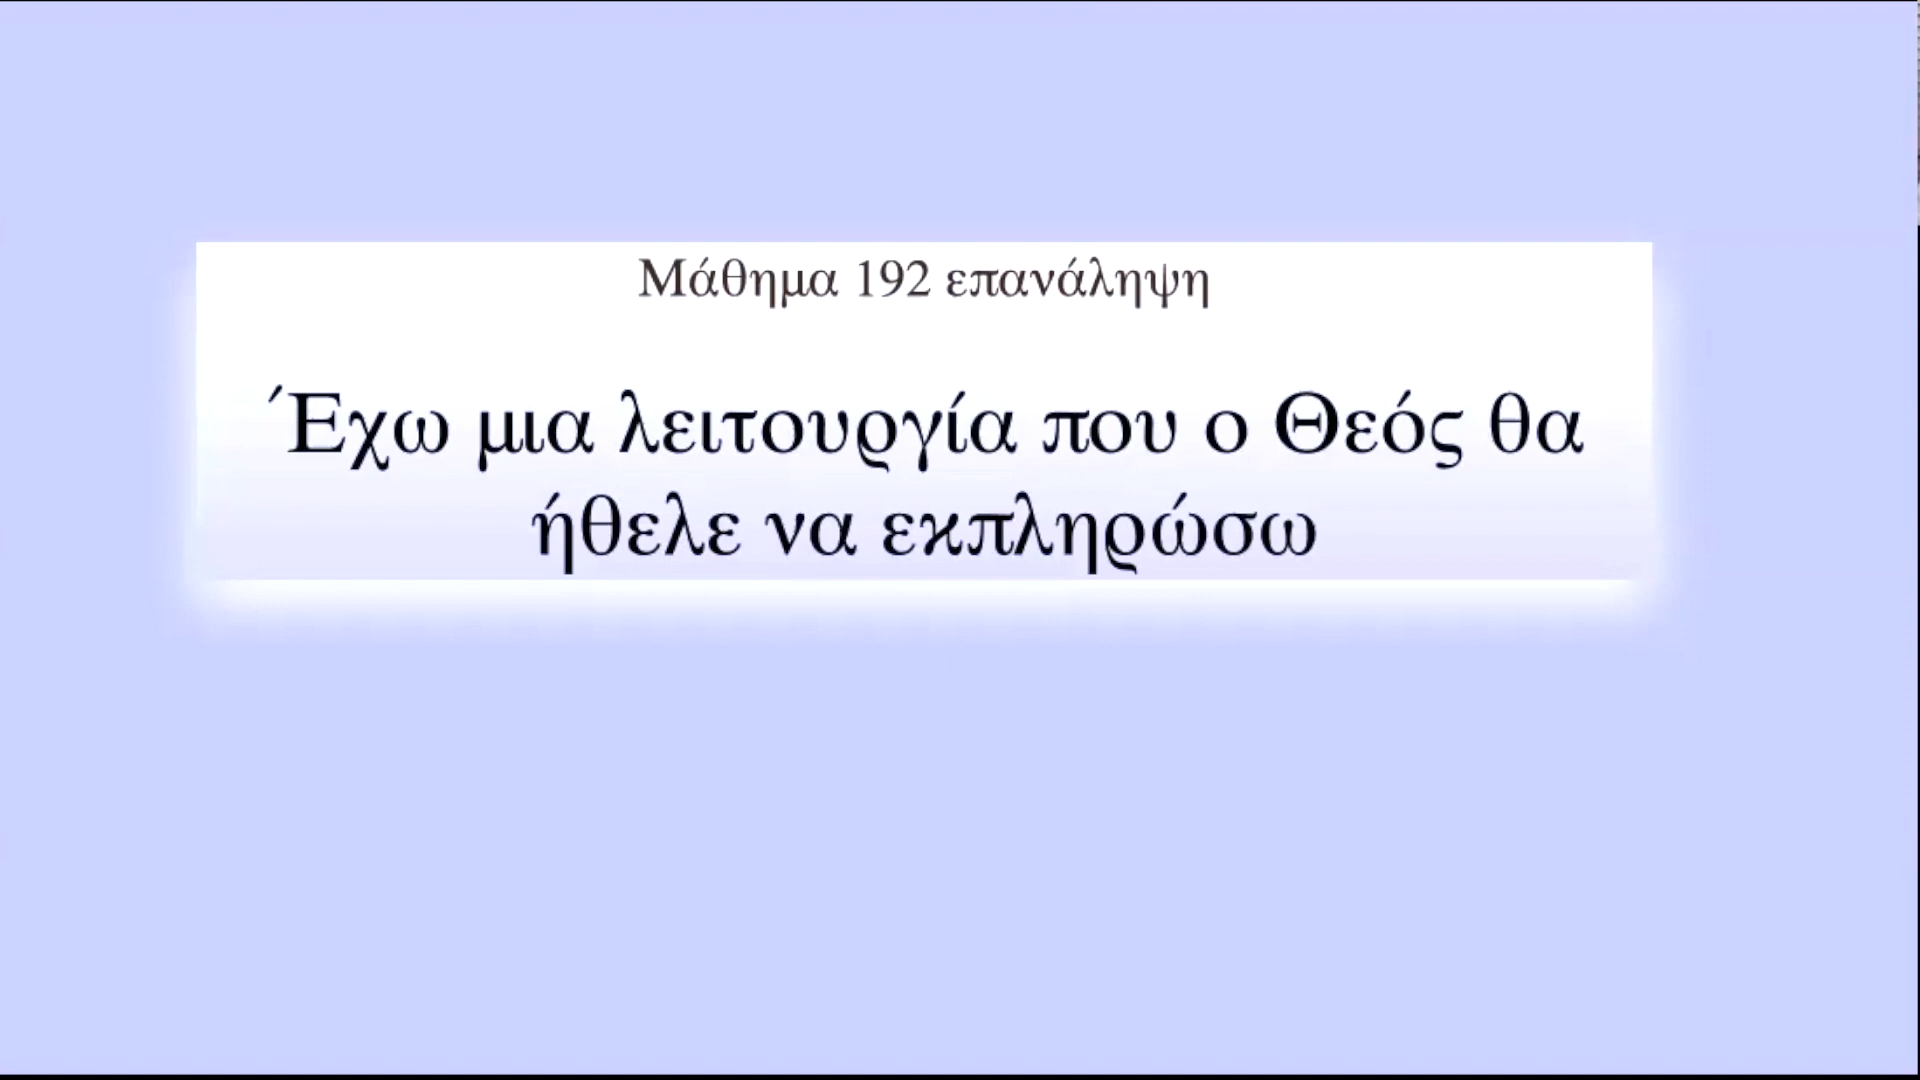 Μάθημα 192 επανάληψη
Έχω μια λειτουργία που ο Θεός θα
ήθελε να εκπληρώσω